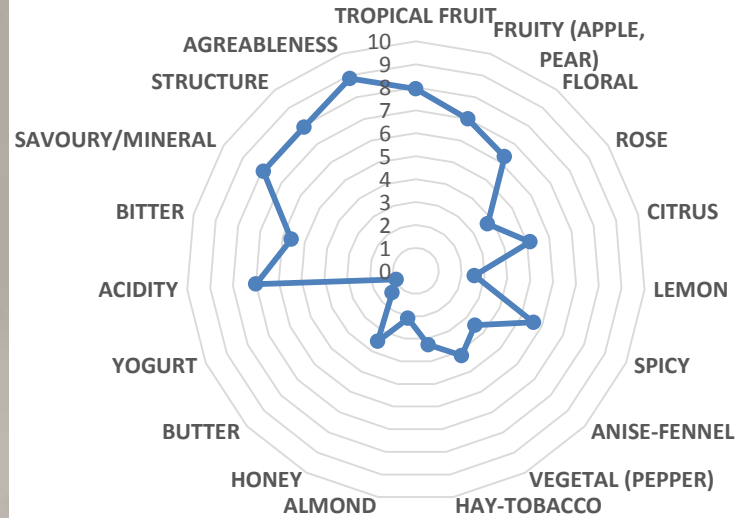 TROPICAL FRUIT
FRUITY (APPLE,
PEAR)
FLORAL
ROSE
CITRUS
LEMON
SPICY
ANISE-FENNEL
VEGETAL (PEPPER)
HAY-TOBACCO
ALMOND
HONEY
BUTTER
YOGURT
ACIDITY
BITTER
SAVOURY/MINERAL
STRUCTURE
AGREABLENESS
10
9
8
7
6
5
4
3
2
1
0